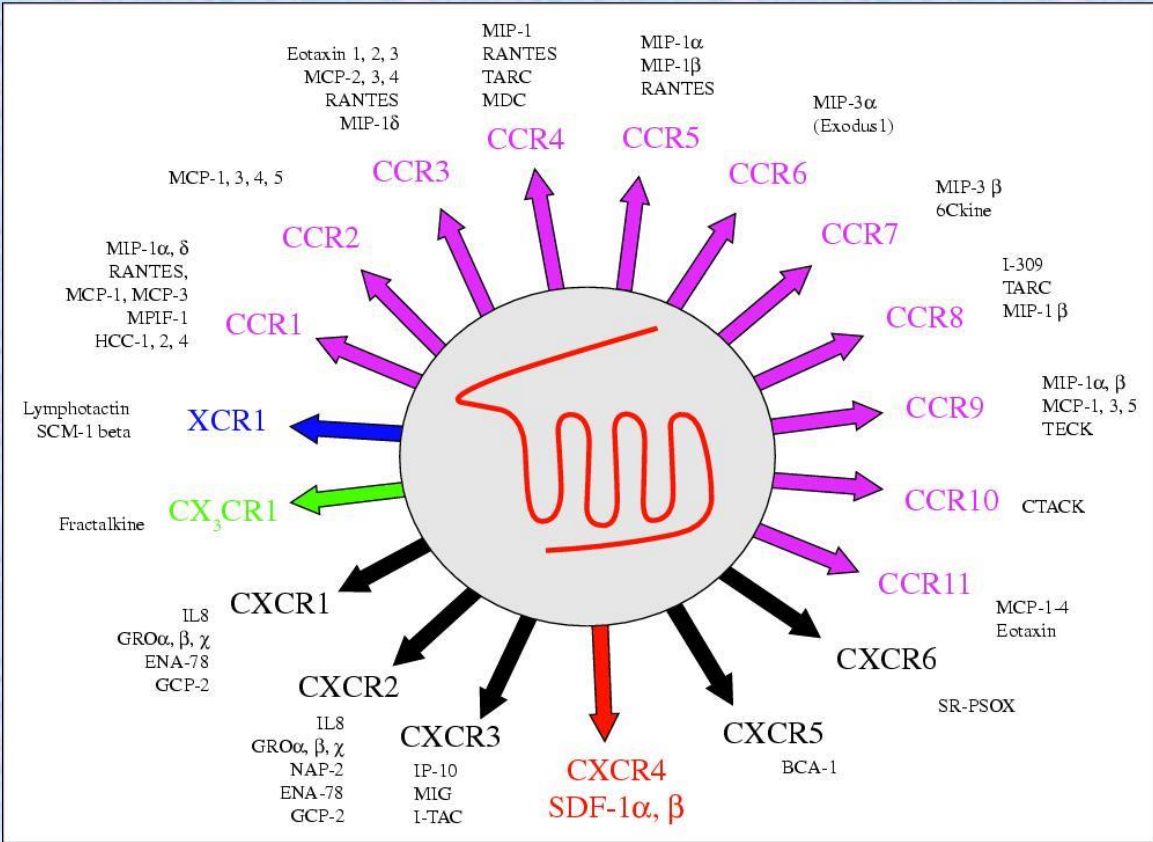 MIP-1
RANTES
TARC
MDC
CCR4
MIP-1α
MIP-1β
RANTES
CCR5
Eotaxin 1, 2, 3
MCP-2, 3, 4
RANTES
MIP-1δ
CCR3
MIP-3α
(Exodus1)
CCR6
MCP-1, 3, 4, 5
CCR2
MIP-3 β
6Ckine
CCR7
MIP-1α, δ
RANTES,
MCP-1, MCP-3
MPIF-1
HCC-1, 2, 4
CCR1
I-309
TARC
MIP-1 β
CCR8
Lymphotactin
SCM-1 beta
XCR1
MIP-1α, β
MCP-1, 3, 5
TECK
CCR9
Fractalkine
CX₃CR1
CCR10
CTACK
CCR11
MCP-1-4
Eotaxin
CXCR1
IL8
GROα, β, χ
ENA-78
GCP-2
CXCR6
SR-PSOX
CXCR2
IL8
GROα, β, χ
NAP-2
ENA-78
GCP-2
CXCR3
IP-10
MIG
I-TAC
CXCR5
BCA-1
CXCR4
SDF-1α, β